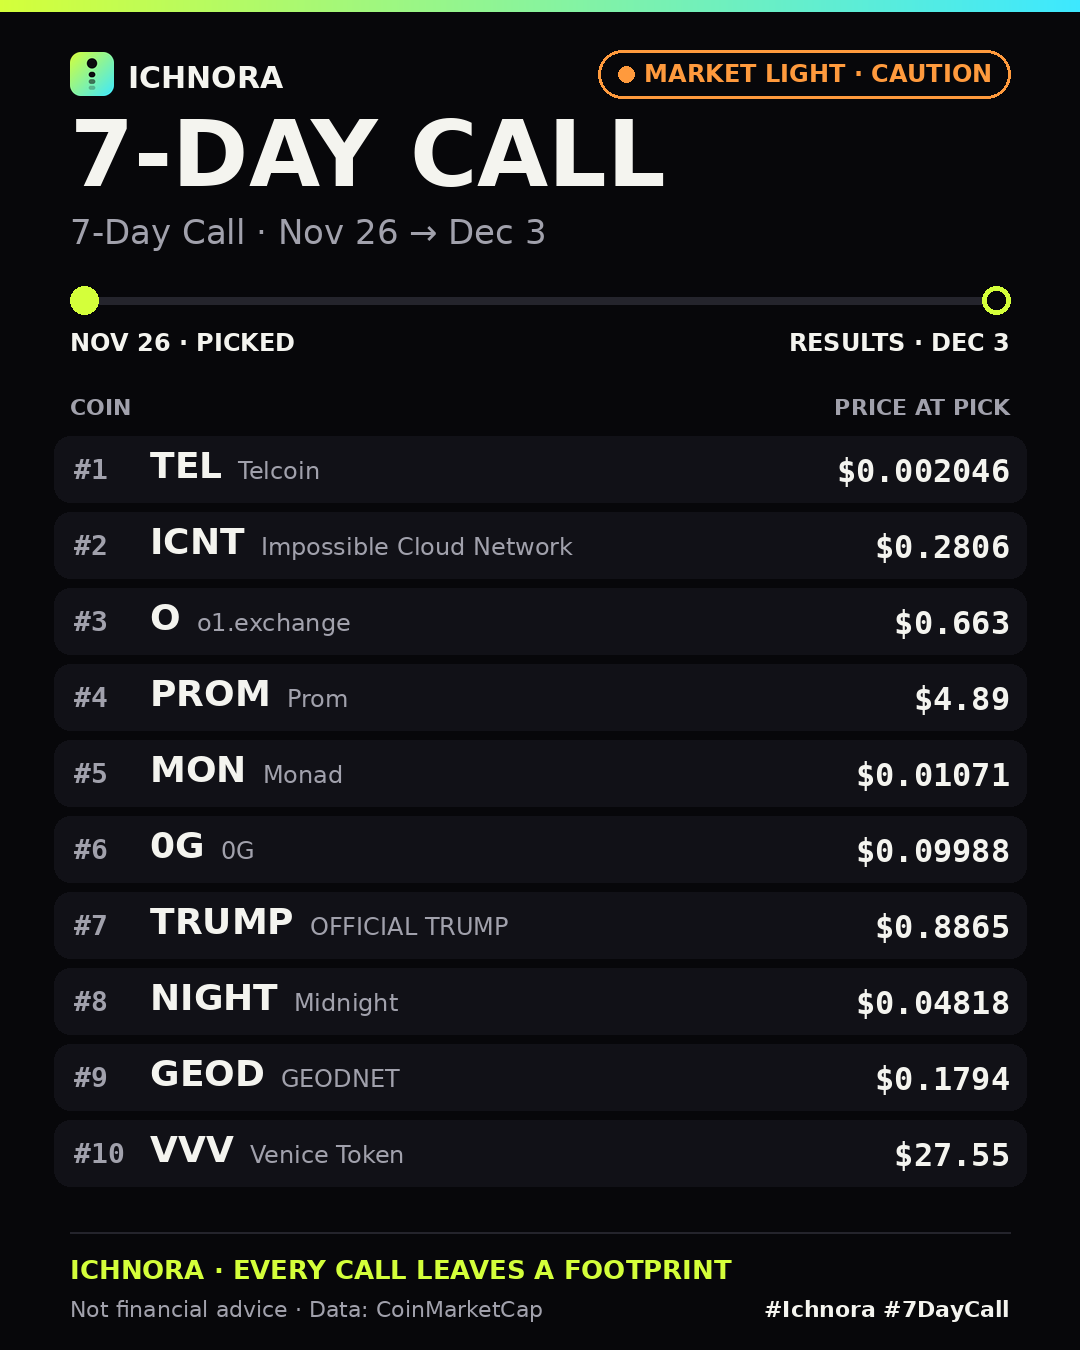 ICHNORA
MARKET LIGHT · CAUTION
7-DAY CALL
7-Day Call · Nov 26 → Dec 3
NOV 26 · PICKED
RESULTS · DEC 3
COIN
PRICE AT PICK
#1 TEL Telcoin $0.002046
#2 ICNT Impossible Cloud Network $0.2806
#3 O o1.exchange $0.663
#4 PROM Prom $4.89
#5 MON Monad $0.01071
#6 0G 0G $0.09988
#7 TRUMP OFFICIAL TRUMP $0.8865
#8 NIGHT Midnight $0.04818
#9 GEOD GEODNET $0.1794
#10 VVV Venice Token $27.55
ICHNORA · EVERY CALL LEAVES A FOOTPRINT
Not financial advice · Data: CoinMarketCap
#Ichnora #7DayCall